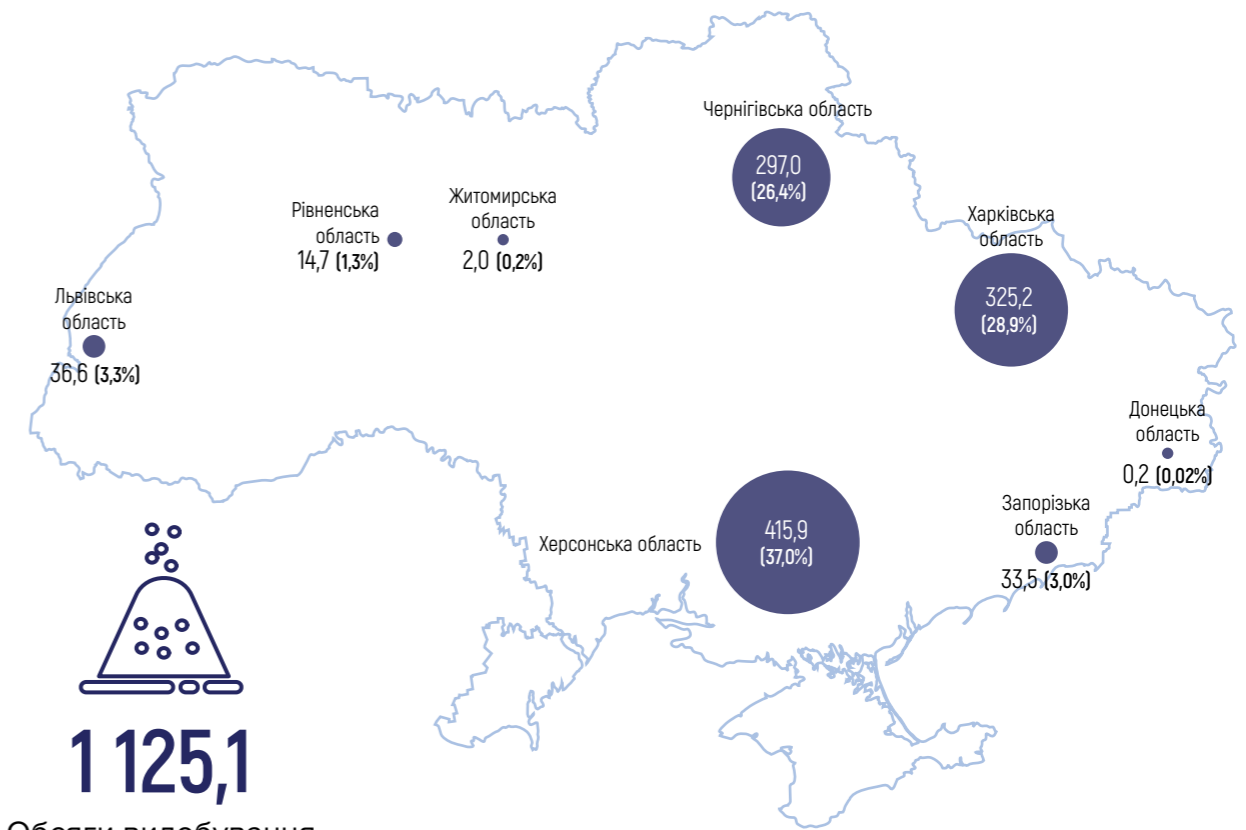 Чернігівська область
297,0
(26,4%)
Рівненська
область
14,7 (1,3%)
Житомирська
область
2,0 (0,2%)
Харківська
область
325,2
(28,9%)
Львівська
область
36,6 (3,3%)
Донецька
область
0,2 (0,02%)
Запорізька
область
33,5 (3,0%)
Херсонська область
415,9
(37,0%)
1 125,1
Обсяги видобування